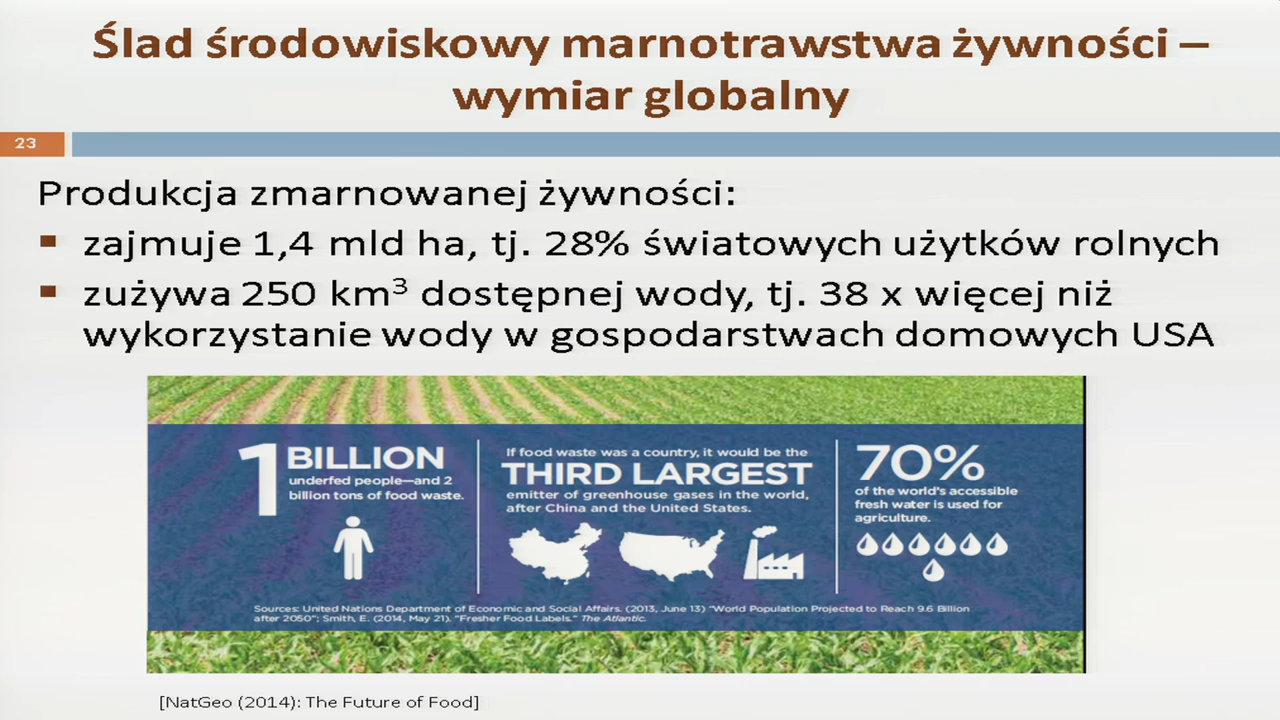 Ślad środowiskowy marnotrawstwa żywności –
wymiar globalny
23
Produkcja zmarnowanej żywności:
▪ zajmuje 1,4 mld ha, tj. 28% światowych użytków rolnych
▪ zużywa 250 km³ dostępnej wody, tj. 38 x więcej niż
wykorzystanie wody w gospodarstwach domowych USA
1 BILLION
underfed people—and 2
billion tons of food waste.
If food waste was a country, it would be the
THIRD LARGEST
emitter of greenhouse gases in the world,
after China and the United States.
70%
of the world's accessible
fresh water is used for
agriculture.
Sources: United Nations Department of Economic and Social Affairs. (2013, June 13) "World Population Projected to Reach 9.6 Billion
after 2050"; Smith, E. (2014, May 21). "Fresher Food Labels." The Atlantic.
[NatGeo (2014): The Future of Food]